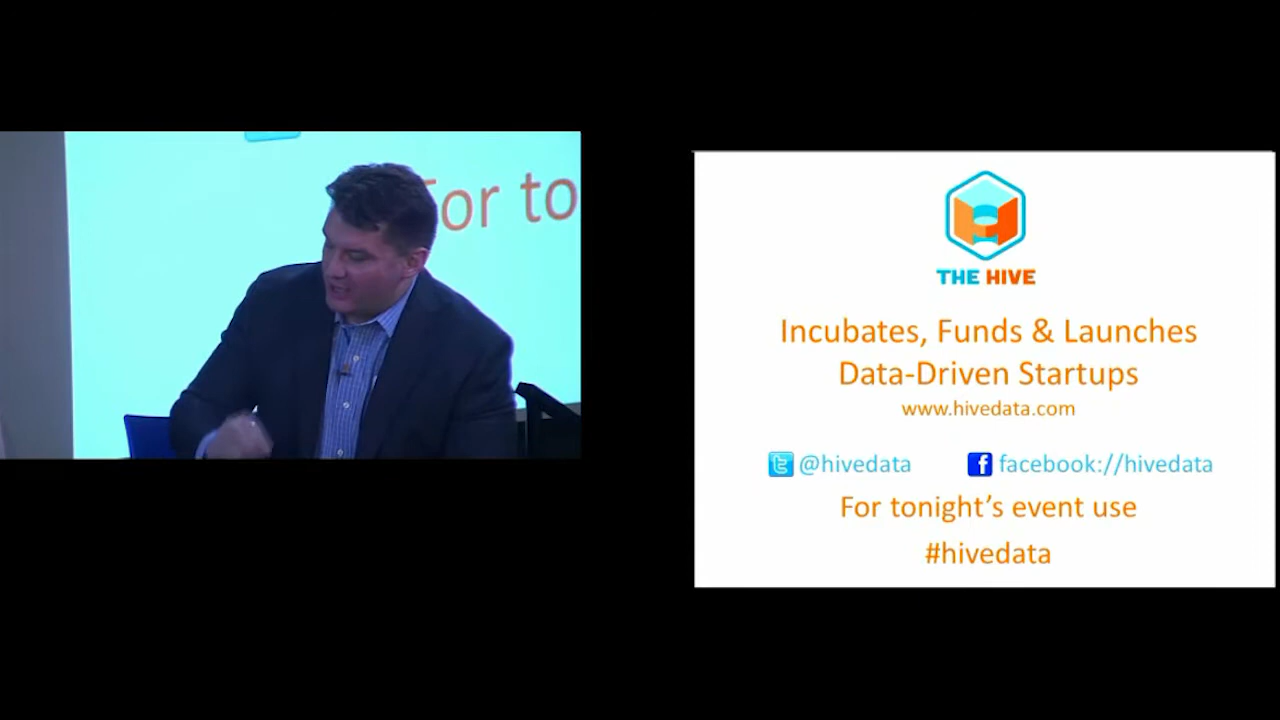 For to
THE HIVE
Incubates, Funds & Launches
Data-Driven Startups
www.hivedata.com
@hivedata
facebook://hivedata
For tonight's event use
#hivedata